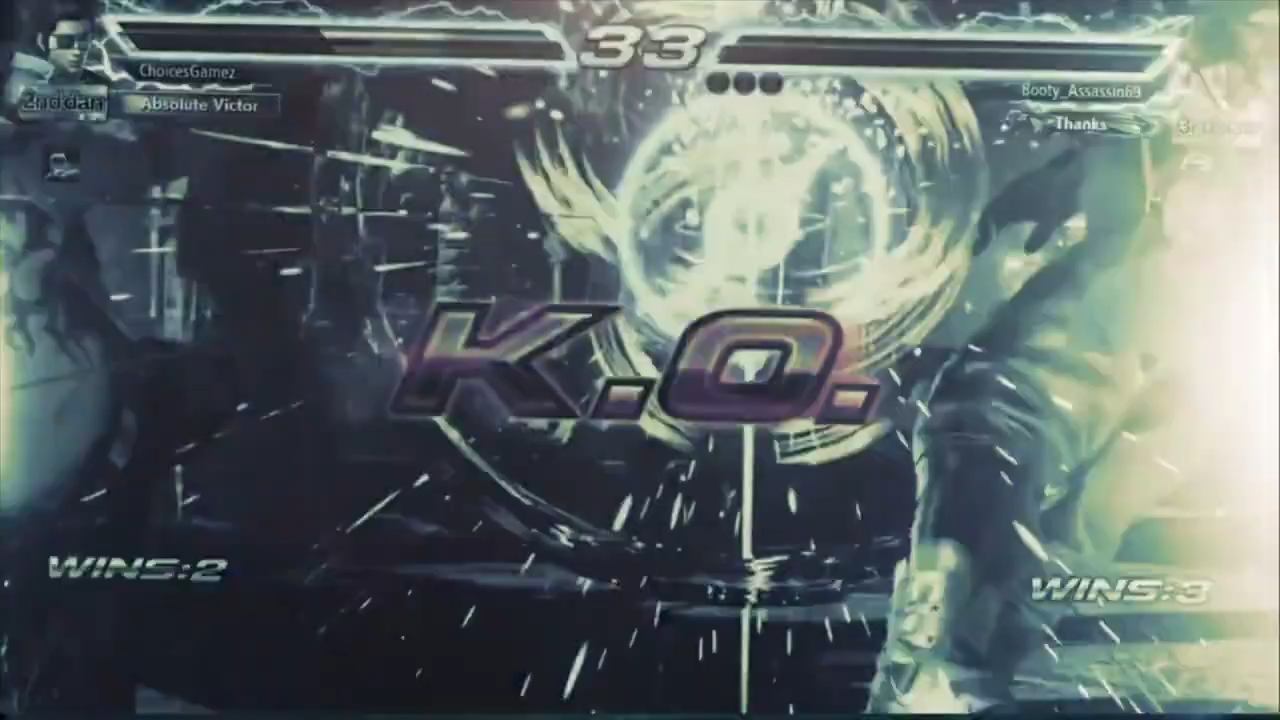 33
ChoicesGamez
Booty_Assassin69
2nd dan
Absolute Victor
Thanks
K.O.
WINS:2
WINS:3